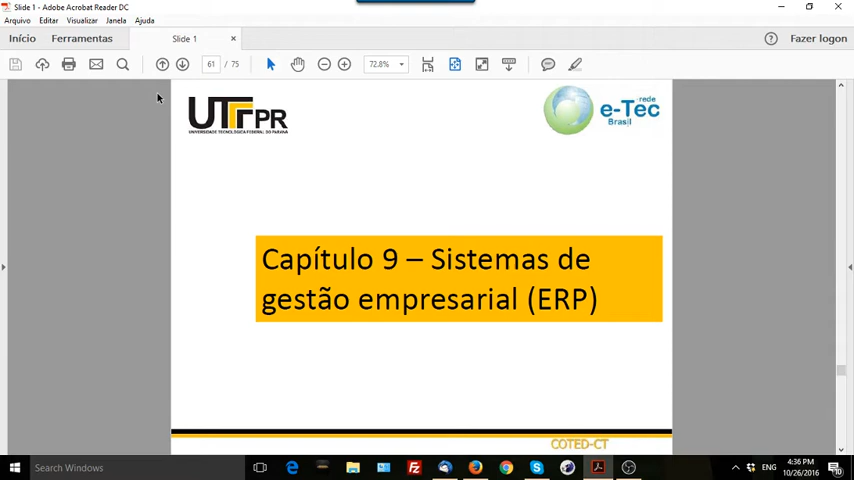 Slide 1 - Adobe Acrobat Reader DC
Arquivo Editar Visualizar Janela Ajuda
Início Ferramentas Slide 1 Fazer logon
61 / 75 72.8%
UTFPR
UNIVERSIDADE TECNOLÓGICA FEDERAL DO PARANÁ
rede
e-Tec
Brasil
Capítulo 9 – Sistemas de
gestão empresarial (ERP)
COTED-CT
Search Windows
ENG
4:36 PM
10/26/2016